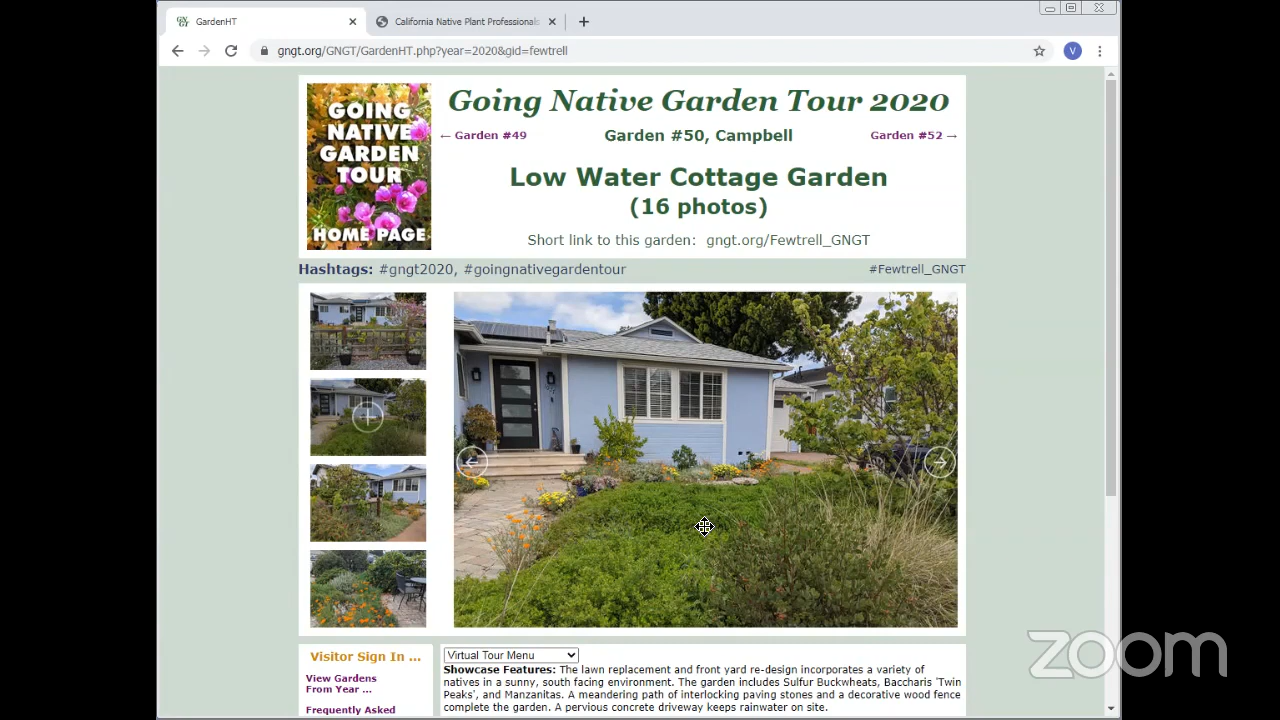 GardenHT
California Native Plant Professionals
gngt.org/GNGT/GardenHT.php?year=2020&gid=fewtrell
V
GOING
NATIVE
GARDEN
TOUR
HOME PAGE
Going Native Garden Tour 2020
← Garden #49
Garden #50, Campbell
Garden #52 →
Low Water Cottage Garden
(16 photos)
Short link to this garden: gngt.org/Fewtrell_GNGT
Hashtags: #gngt2020, #goingnativegardentour
#Fewtrell_GNGT
Visitor Sign In ...
View Gardens
From Year ...
Frequently Asked
Virtual Tour Menu
Showcase Features: The lawn replacement and front yard re-design incorporates a variety of
natives in a sunny, south facing environment. The garden includes Sulfur Buckwheats, Baccharis 'Twin
Peaks', and Manzanitas. A meandering path of interlocking paving stones and a decorative wood fence
complete the garden. A pervious concrete driveway keeps rainwater on site.
zoom